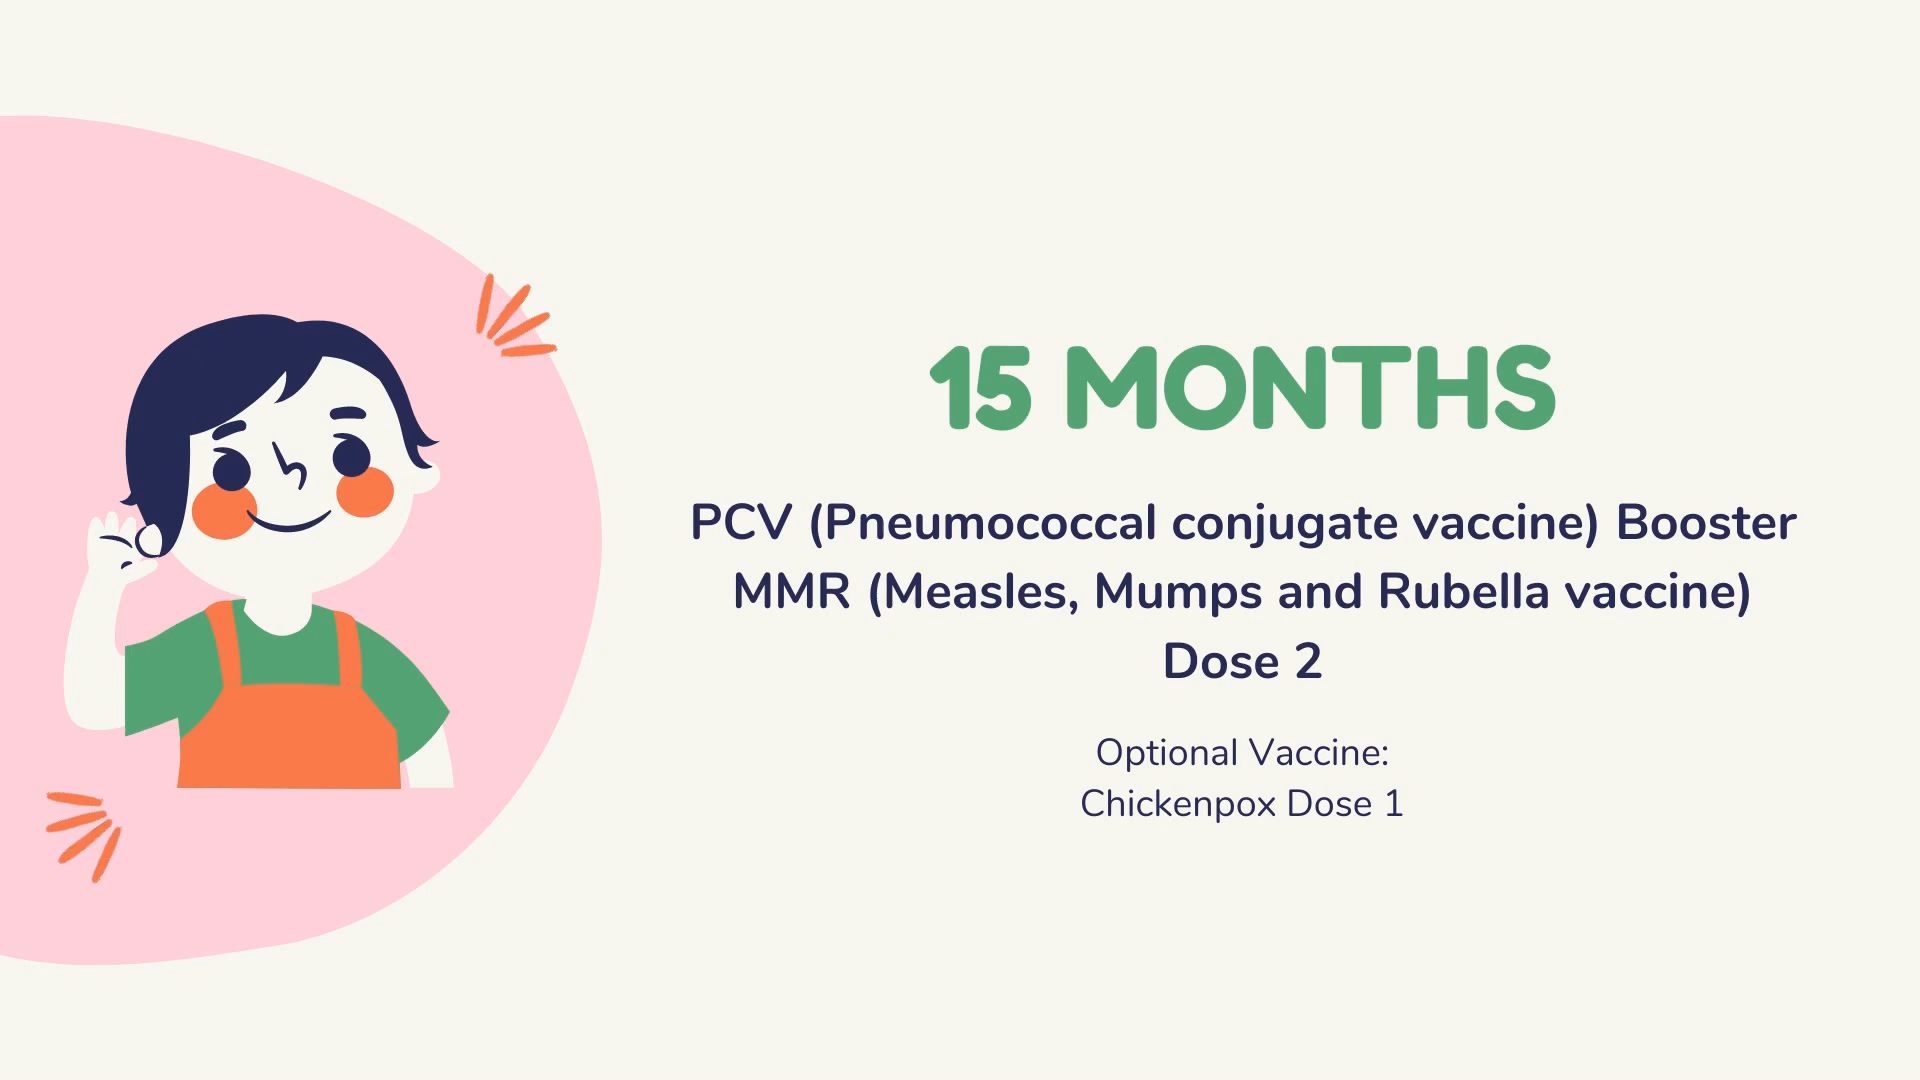 15 MONTHS
PCV (Pneumococcal conjugate vaccine) Booster
MMR (Measles, Mumps and Rubella vaccine)
Dose 2
Optional Vaccine:
Chickenpox Dose 1